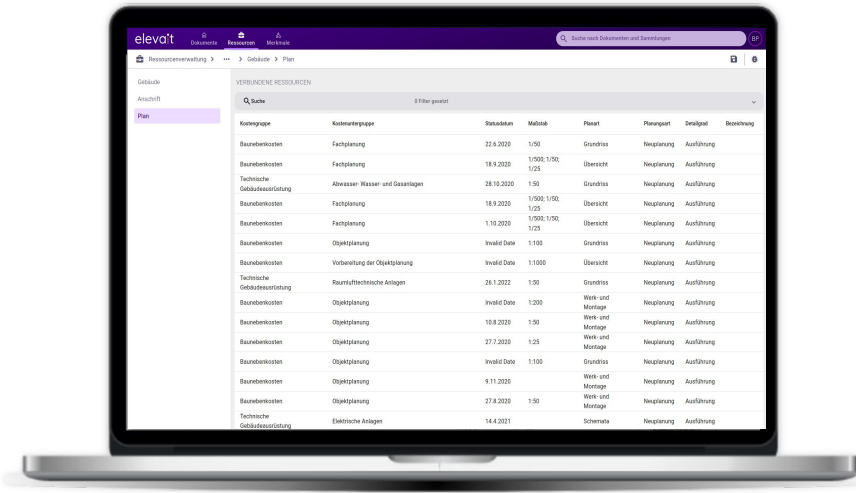 elevait
Dokumente Ressourcen Merkmale
Suche nach Dokumenten und Sammlungen BP
Ressourcenverwaltung > ••• > Gebäude > Plan
Gebäude
Anschrift
Plan
VERBUNDENE RESSOURCEN
Suche 0 Filter gesetzt
Kostengruppe Kostenuntergruppe Statusdatum Maßstab Planart Planungsart Detailgrad Bezeichnung
Baunebenkosten Fachplanung 22.6.2020 1/50 Grundriss Neuplanung Ausführung
Baunebenkosten Fachplanung 18.9.2020 1/500; 1/50; 1/25 Übersicht Neuplanung Ausführung
Technische Gebäudeausrüstung Abwasser- Wasser- und Gasanlagen 28.10.2020 1:50 Grundriss Neuplanung Ausführung
Baunebenkosten Fachplanung 18.9.2020 1/500; 1/50; 1/25 Übersicht Neuplanung Ausführung
Baunebenkosten Fachplanung 1.10.2020 1/500; 1/50; 1/25 Übersicht Neuplanung Ausführung
Baunebenkosten Objektplanung Invalid Date 1:100 Grundriss Neuplanung Ausführung
Baunebenkosten Vorbereitung der Objektplanung Invalid Date 1:1000 Übersicht Neuplanung Ausführung
Technische Gebäudeausrüstung Raumlufttechnische Anlagen 26.1.2022 1:50 Grundriss Neuplanung Ausführung
Baunebenkosten Objektplanung Invalid Date 1:200 Werk- und Montage Neuplanung Ausführung
Baunebenkosten Objektplanung 10.8.2020 1:50 Werk- und Montage Neuplanung Ausführung
Baunebenkosten Objektplanung 27.7.2020 1:25 Werk- und Montage Neuplanung Ausführung
Baunebenkosten Objektplanung Invalid Date 1:100 Grundriss Neuplanung Ausführung
Baunebenkosten Objektplanung 9.11.2020 Werk- und Montage Neuplanung Ausführung
Baunebenkosten Objektplanung 27.8.2020 1:50 Werk- und Montage Neuplanung Ausführung
Technische Gebäudeausrüstung Elektrische Anlagen 14.4.2021 Schemata Neuplanung Ausführung